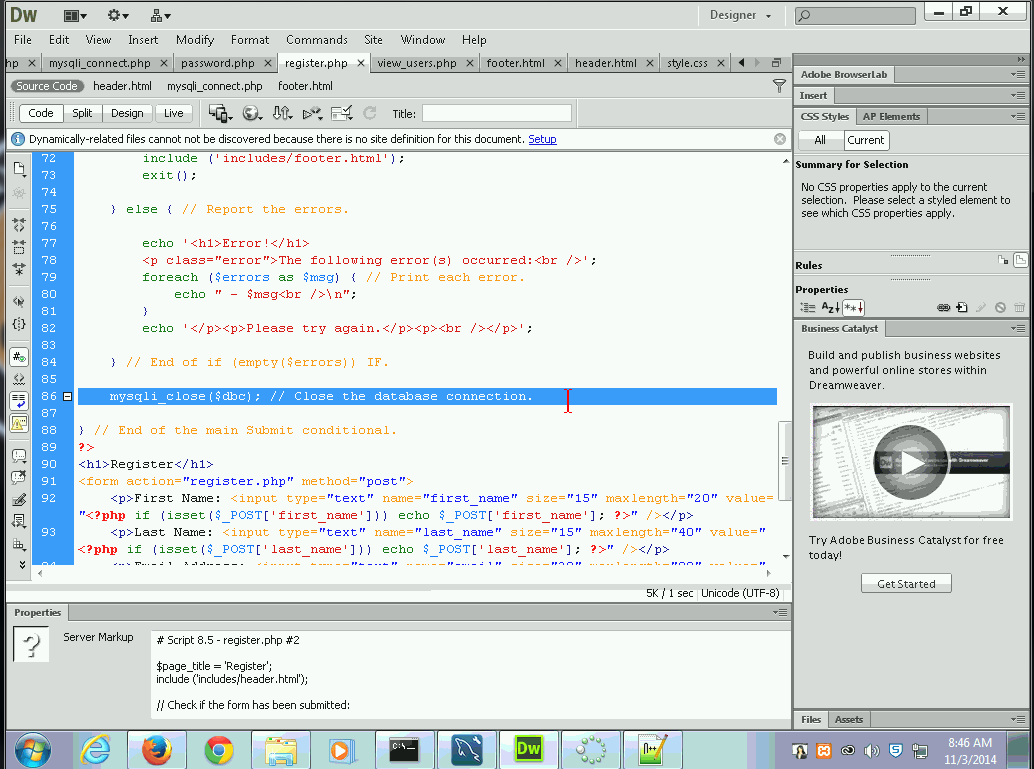 Dw
Designer
File Edit View Insert Modify Format Commands Site Window Help
hp × mysqli_connect.php × password.php × register.php × view_users.php × footer.html × header.html × style.css ×
Source Code header.html mysqli_connect.php footer.html
Code Split Design Live Title:
Dynamically-related files cannot not be discovered because there is no site definition for this document. Setup
72 include ('includes/footer.html');
73 exit();
74
75 } else { // Report the errors.
76
77 echo '<h1>Error!</h1>
78 <p class="error">The following error(s) occurred:<br />';
79 foreach ($errors as $msg) { // Print each error.
80 echo " - $msg<br />\n";
81 }
82 echo '</p><p>Please try again.</p><p><br /></p>';
83
84 } // End of if (empty($errors)) IF.
85
86 mysqli_close($dbc); // Close the database connection.
87
88 } // End of the main Submit conditional.
89 ?>
90 <h1>Register</h1>
91 <form action="register.php" method="post">
92 <p>First Name: <input type="text" name="first_name" size="15" maxlength="20" value=
"<?php if (isset($_POST['first_name'])) echo $_POST['first_name']; ?>" /></p>
93 <p>Last Name: <input type="text" name="last_name" size="15" maxlength="40" value="
<?php if (isset($_POST['last_name'])) echo $_POST['last_name']; ?>" /></p>
5K / 1 sec Unicode (UTF-8)
Properties
Server Markup
# Script 8.5 - register.php #2
$page_title = 'Register';
include ('includes/header.html');
// Check if the form has been submitted:
Adobe BrowserLab
Insert
CSS Styles AP Elements
All Current
Summary for Selection
No CSS properties apply to the current
selection. Please select a styled element to
see which CSS properties apply.
Rules
Properties
Business Catalyst
Build and publish business websites
and powerful online stores within
Dreamweaver.
Try Adobe Business Catalyst for free
today!
Get Started
Files Assets
C:\
Dw
8:46 AM
11/3/2014